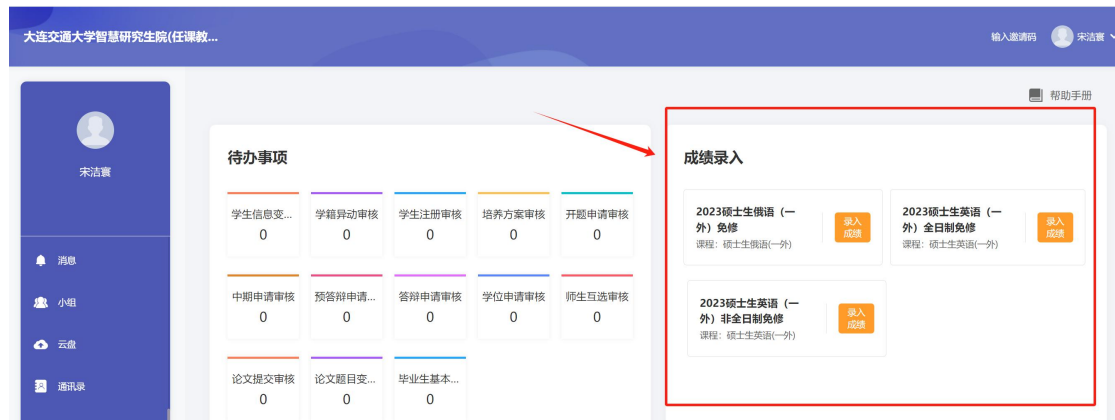 大连交通大学智慧研究生院(任课教...
输入邀请码
宋洁寰
帮助手册
宋洁寰
消息
小组
云盘
通讯录
待办事项
学生信息变...
0
学籍异动审核
0
学生注册审核
0
培养方案审核
0
开题申请审核
0
中期申请审核
0
预答辩申请...
0
答辩申请审核
0
学位申请审核
0
师生互选审核
0
论文提交审核
0
论文题目变...
0
毕业生基本...
0
成绩录入
2023硕士生俄语（一
外）免修
课程：硕士生俄语(一外)
录入
成绩
2023硕士生英语（一
外）全日制免修
课程：硕士生英语(一外)
录入
成绩
2023硕士生英语（一
外）非全日制免修
课程：硕士生英语(一外)
录入
成绩